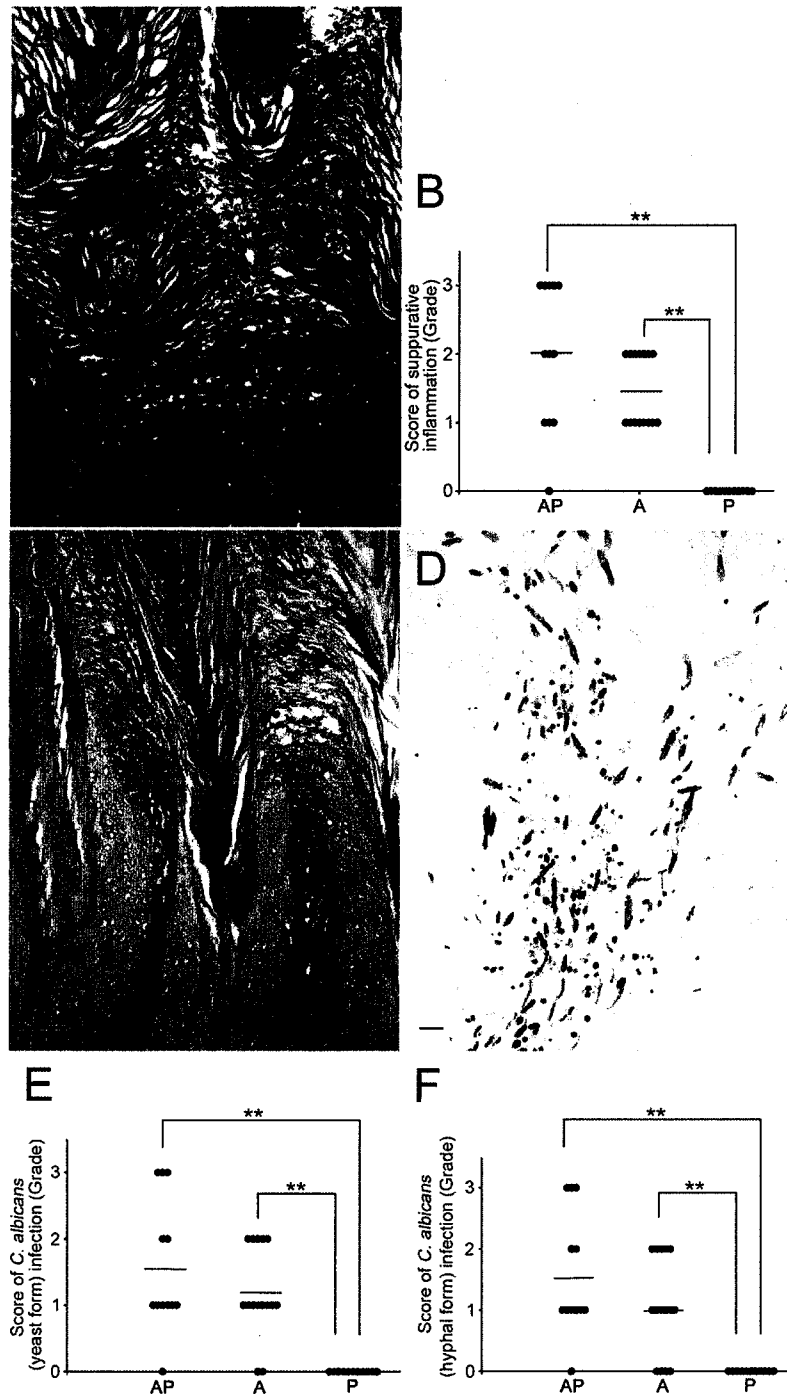 B
**
**
Score of suppurative
inflammation (Grade)
3
2
1
0
AP A P
D
E
**
**
Score of C. albicans
(yeast form) infection (Grade)
3
2
1
0
AP A P
F
**
**
Score of C. albicans
(hyphal form) infection (Grade)
3
2
1
0
AP A P